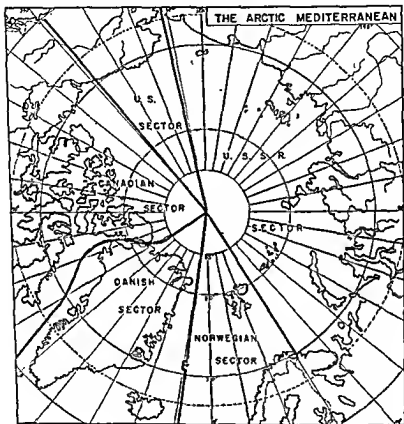 THE ARCTIC MEDITERRANEAN
U.S.
SECTOR
U.S.S.R.
CANADIAN
SECTOR
SECTOR
DANISH
SECTOR
NORWEGIAN
SECTOR